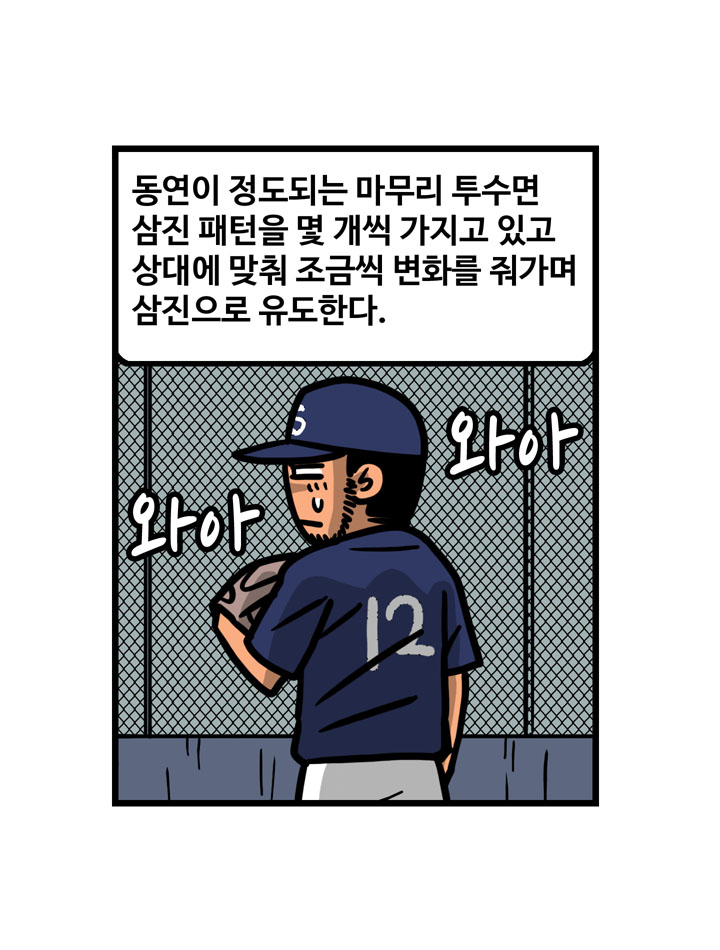 동연이 정도되는 마무리 투수면
삼진 패턴을 몇 개씩 가지고 있고
상대에 맞춰 조금씩 변화를 줘가며
삼진으로 유도한다.
와아
와아
S
12